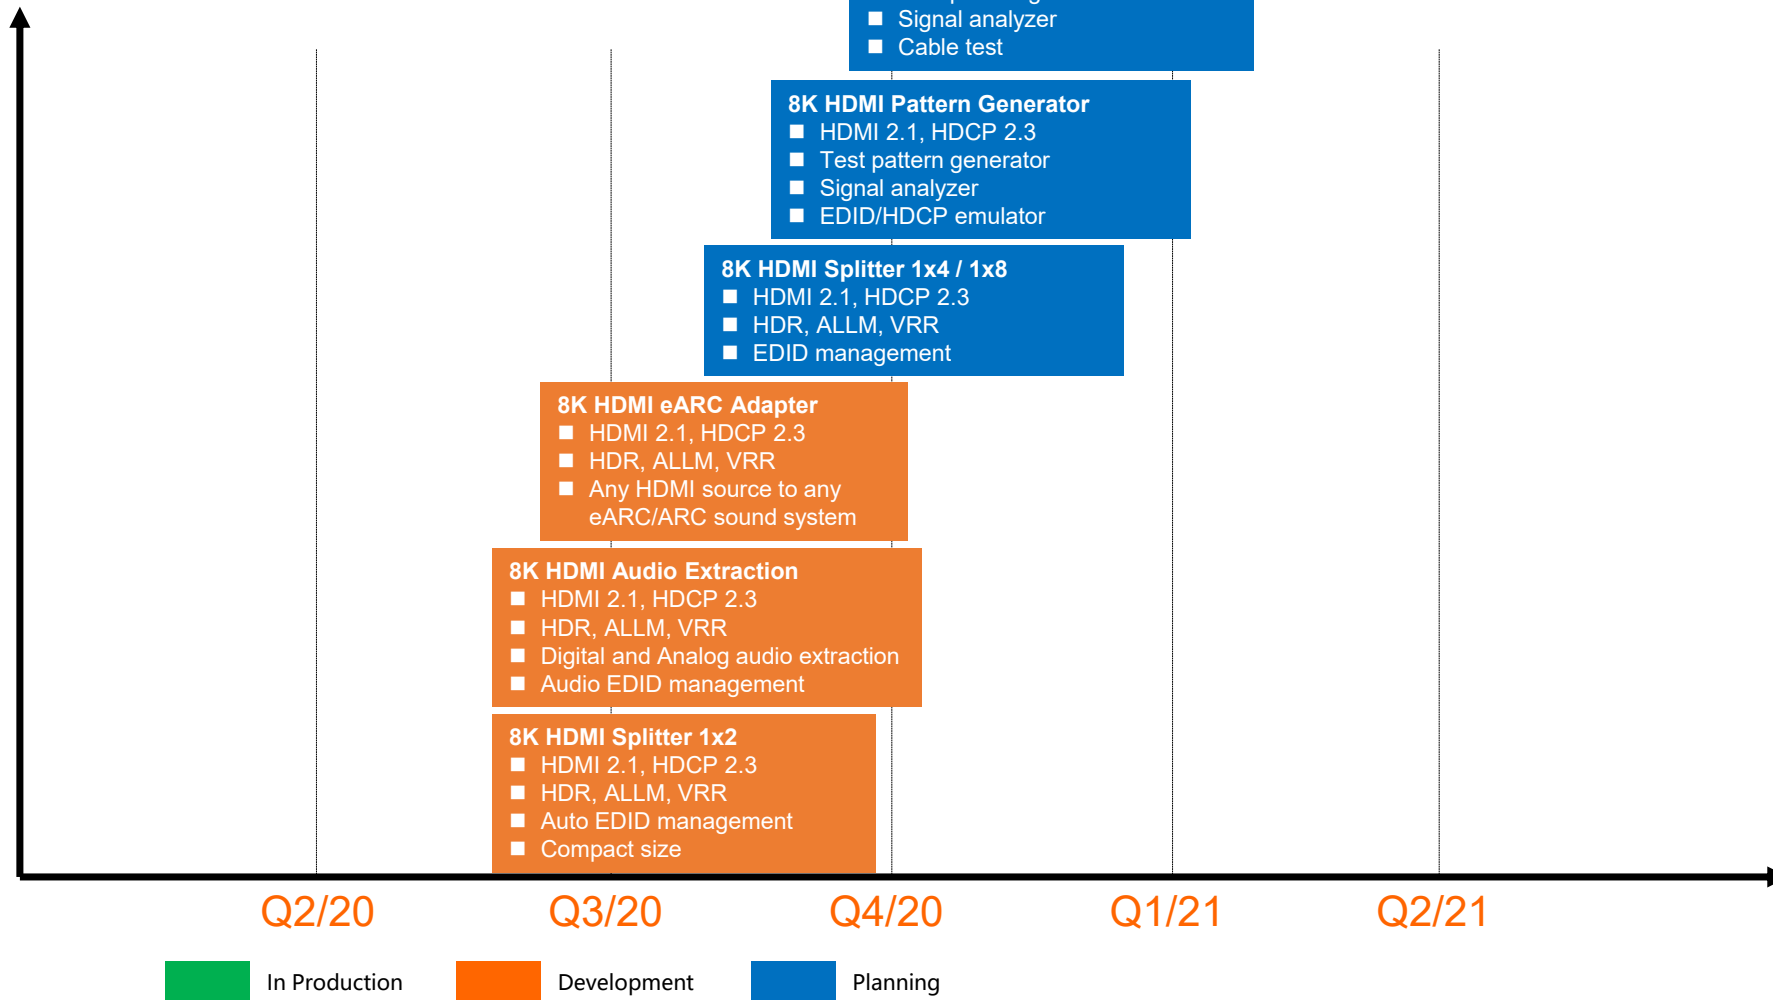 Signal analyzer
Cable test
8K HDMI Pattern Generator
HDMI 2.1, HDCP 2.3
Test pattern generator
Signal analyzer
EDID/HDCP emulator
8K HDMI Splitter 1x4 / 1x8
HDMI 2.1, HDCP 2.3
HDR, ALLM, VRR
EDID management
8K HDMI eARC Adapter
HDMI 2.1, HDCP 2.3
HDR, ALLM, VRR
Any HDMI source to any
eARC/ARC sound system
8K HDMI Audio Extraction
HDMI 2.1, HDCP 2.3
HDR, ALLM, VRR
Digital and Analog audio extraction
Audio EDID management
8K HDMI Splitter 1x2
HDMI 2.1, HDCP 2.3
HDR, ALLM, VRR
Auto EDID management
Compact size
Q2/20 Q3/20 Q4/20 Q1/21 Q2/21
In Production Development Planning